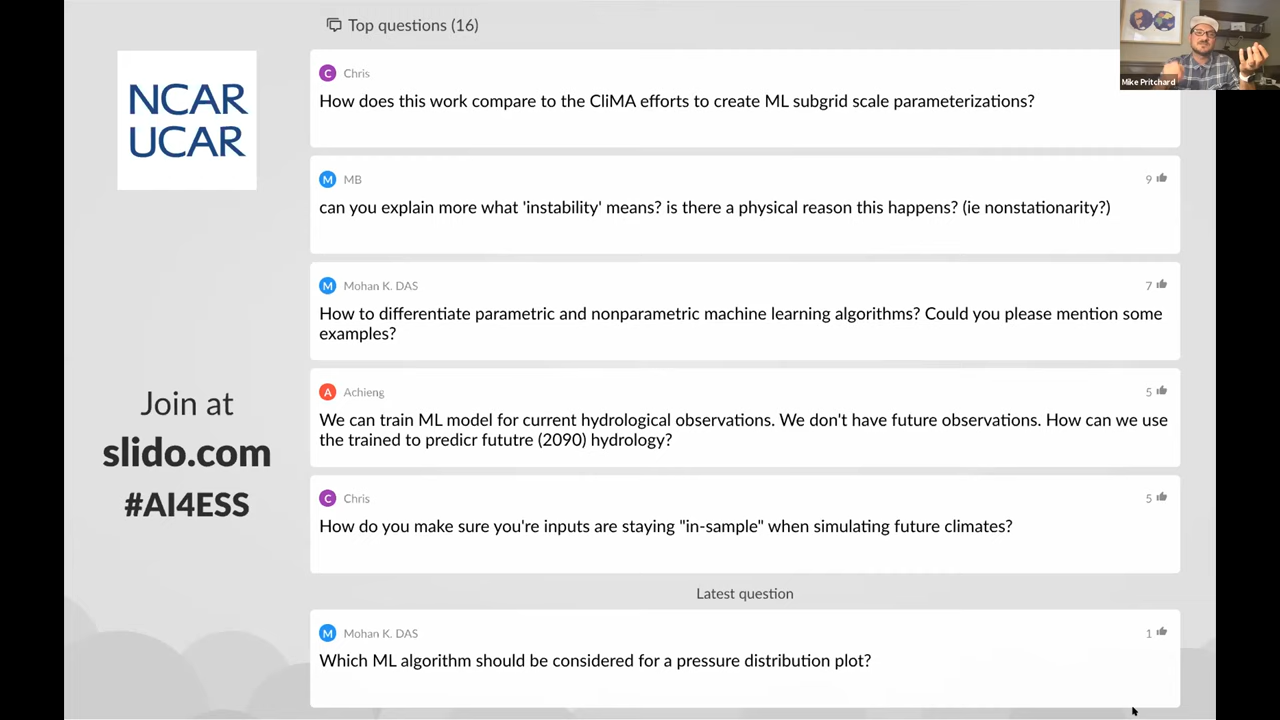 Top questions (16)
NCAR
UCAR
Join at
slido.com
#AI4ESS
C Chris
How does this work compare to the CliMA efforts to create ML subgrid scale parameterizations?
M MB 9
can you explain more what 'instability' means? is there a physical reason this happens? (ie nonstationarity?)
M Mohan K. DAS 7
How to differentiate parametric and nonparametric machine learning algorithms? Could you please mention some
examples?
A Achieng 5
We can train ML model for current hydrological observations. We don't have future observations. How can we use
the trained to predicr fututre (2090) hydrology?
C Chris 5
How do you make sure you're inputs are staying "in-sample" when simulating future climates?
Latest question
M Mohan K. DAS 1
Which ML algorithm should be considered for a pressure distribution plot?
Mike Pritchard